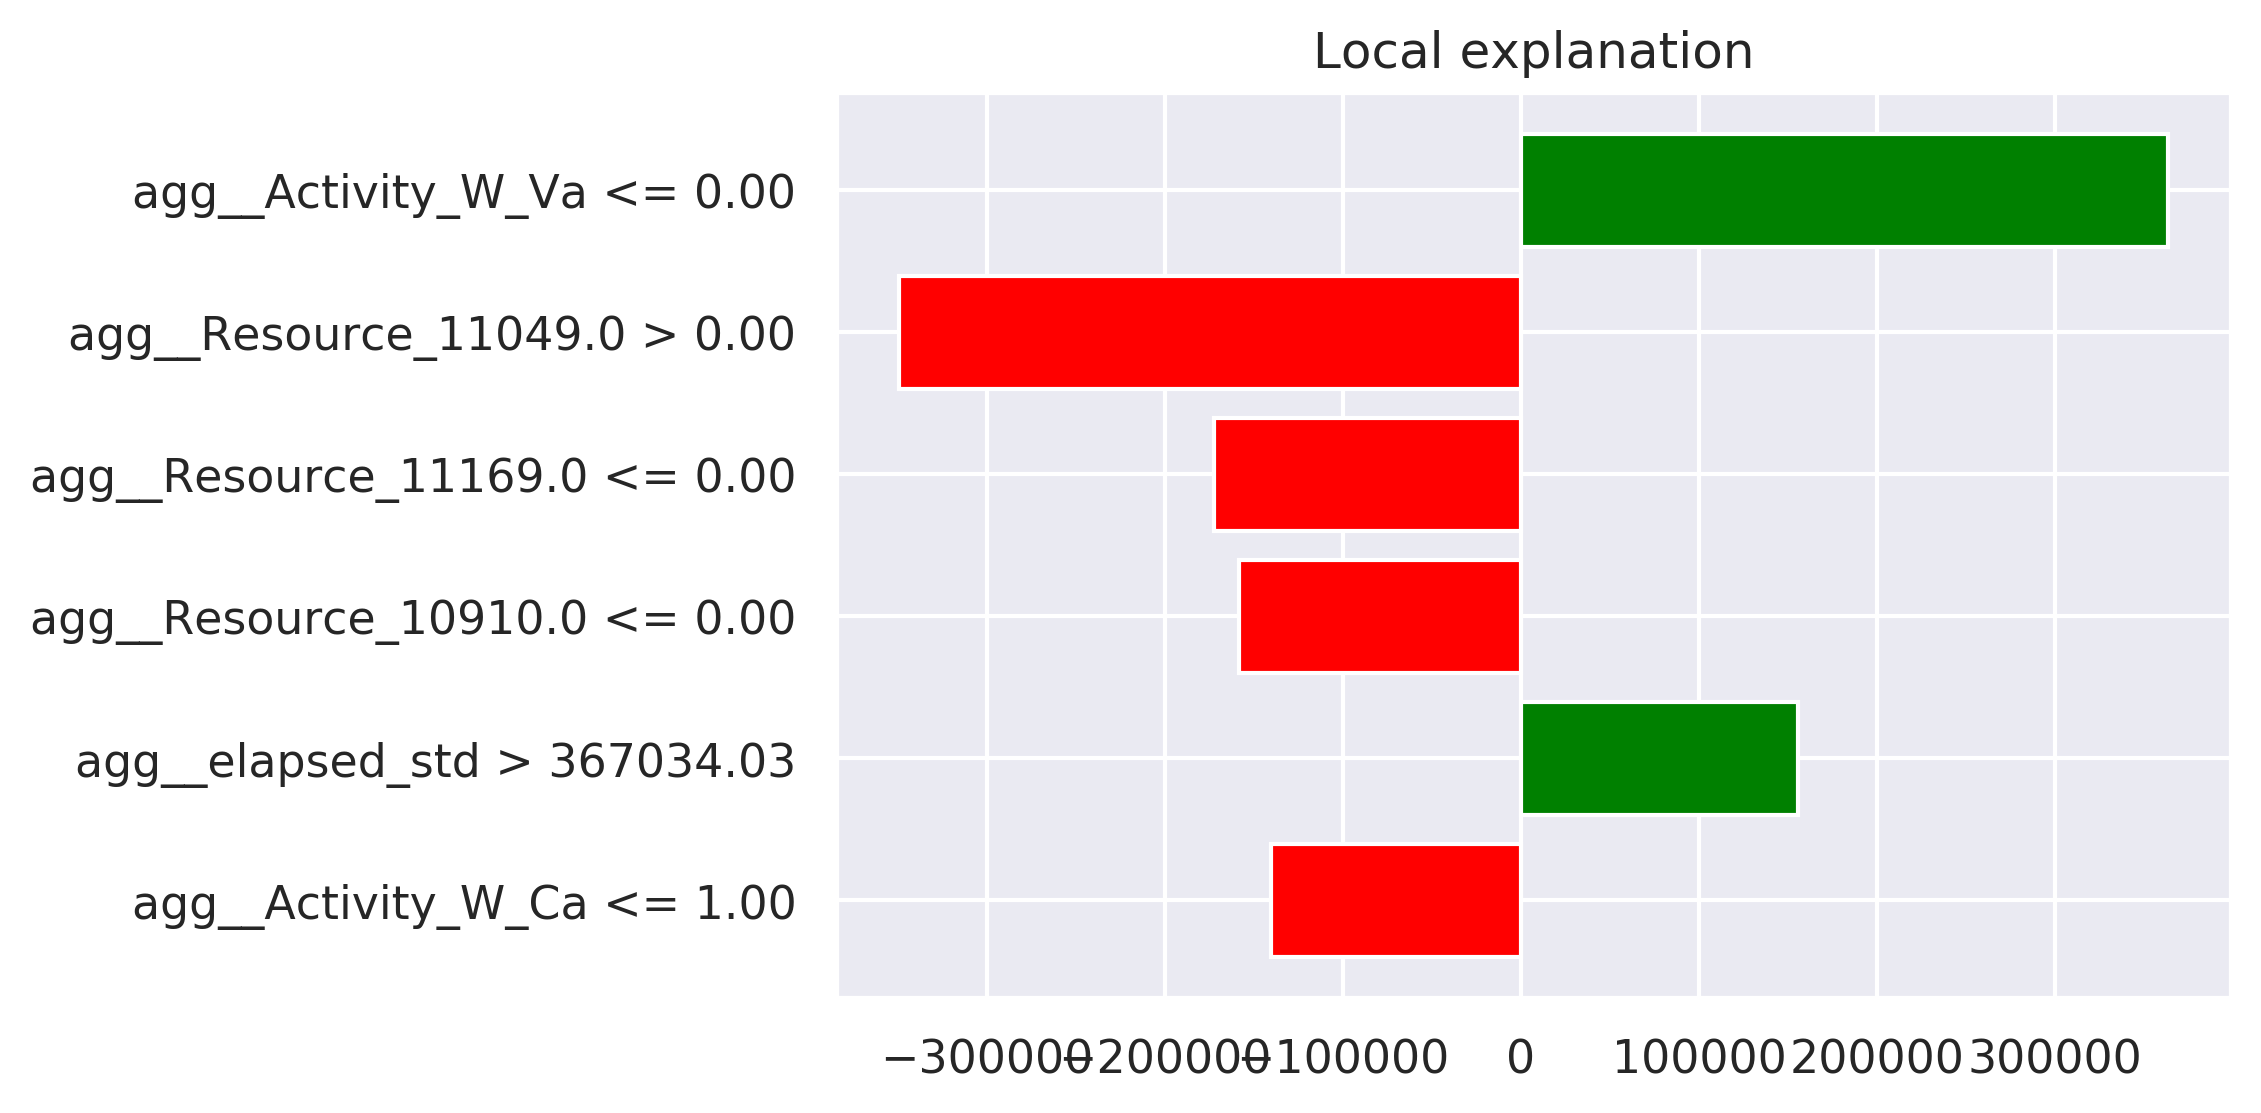 Local explanation
agg__Activity_W_Va <= 0.00
agg__Resource_11049.0 > 0.00
agg__Resource_11169.0 <= 0.00
agg__Resource_10910.0 <= 0.00
agg__elapsed_std > 367034.03
agg__Activity_W_Ca <= 1.00
−300000 −200000 −100000 0 100000 200000 300000